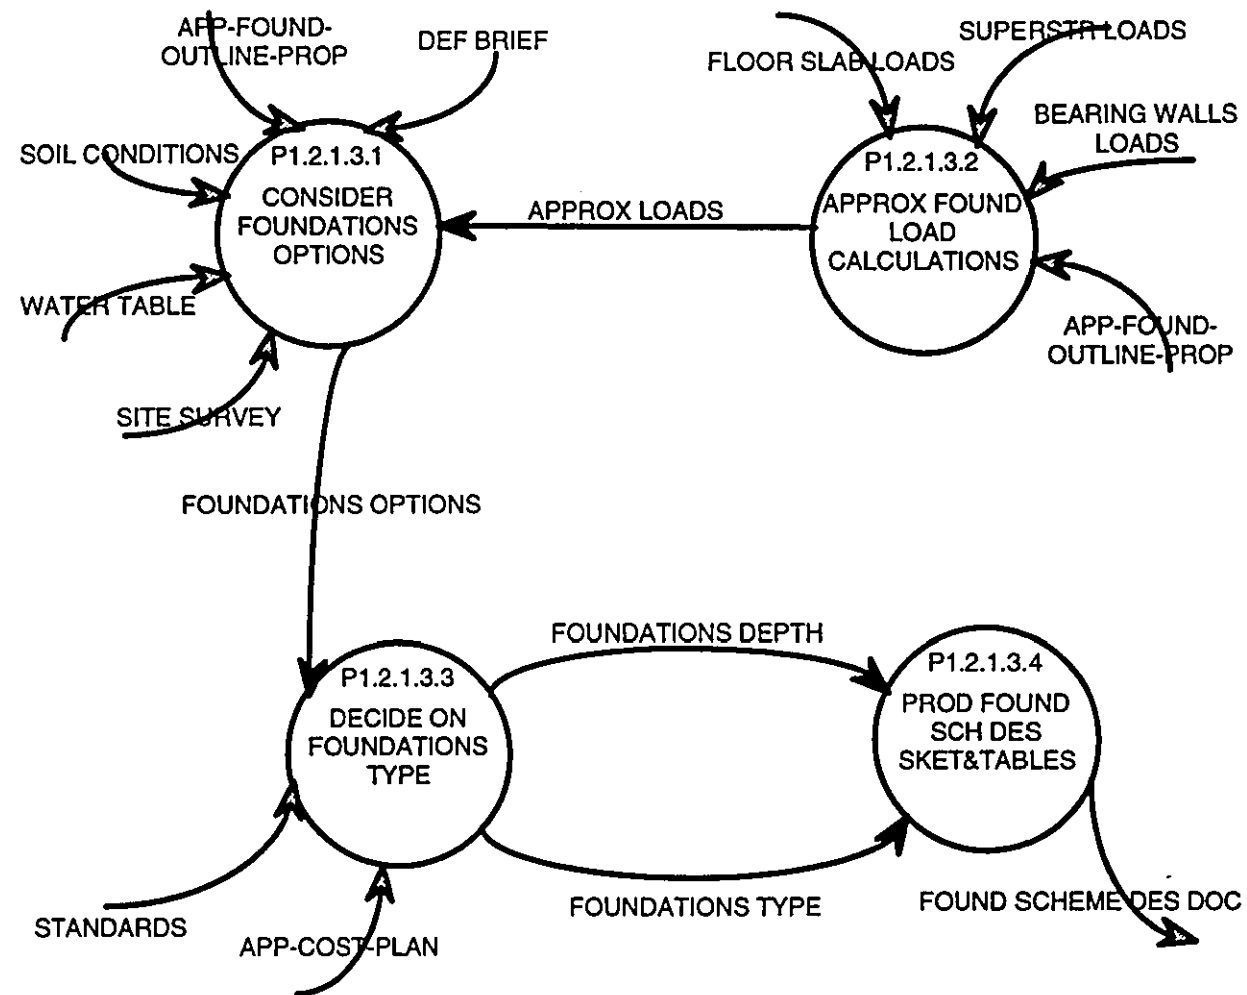 APP-FOUND-
OUTLINE-PROP
DEF BRIEF
FLOOR SLAB LOADS
SUPERSTR LOADS
BEARING WALLS
LOADS
SOIL CONDITIONS
P1.2.1.3.1
CONSIDER
FOUNDATIONS
OPTIONS
APPROX LOADS
P1.2.1.3.2
APPROX FOUND
LOAD
CALCULATIONS
WATER TABLE
APP-FOUND-
OUTLINE-PROP
SITE SURVEY
FOUNDATIONS OPTIONS
P1.2.1.3.3
DECIDE ON
FOUNDATIONS
TYPE
FOUNDATIONS DEPTH
P1.2.1.3.4
PROD FOUND
SCH DES
SKET&TABLES
STANDARDS
APP-COST-PLAN
FOUNDATIONS TYPE
FOUND SCHEME DES DOC